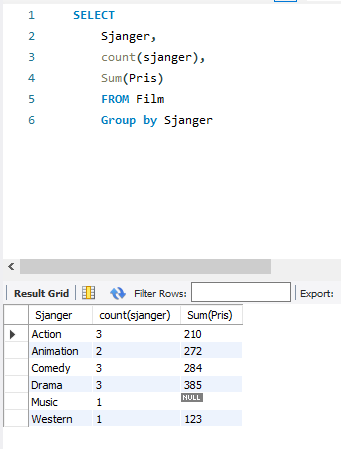 1 SELECT
2 Sjanger,
3 count(sjanger),
4 Sum(Pris)
5 FROM Film
6 Group by Sjanger
Result Grid Filter Rows: Export:
Sjanger count(sjanger) Sum(Pris)
Action 3 210
Animation 2 272
Comedy 3 284
Drama 3 385
Music 1 NULL
Western 1 123